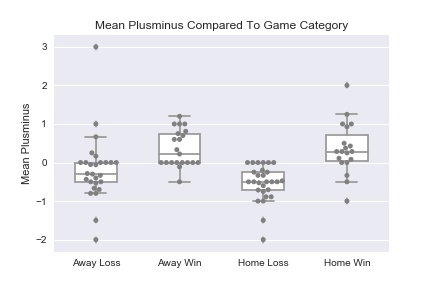 Mean Plusminus Compared To Game Category
Mean Plusminus
3
2
1
0
−1
−2
Away Loss
Away Win
Home Loss
Home Win